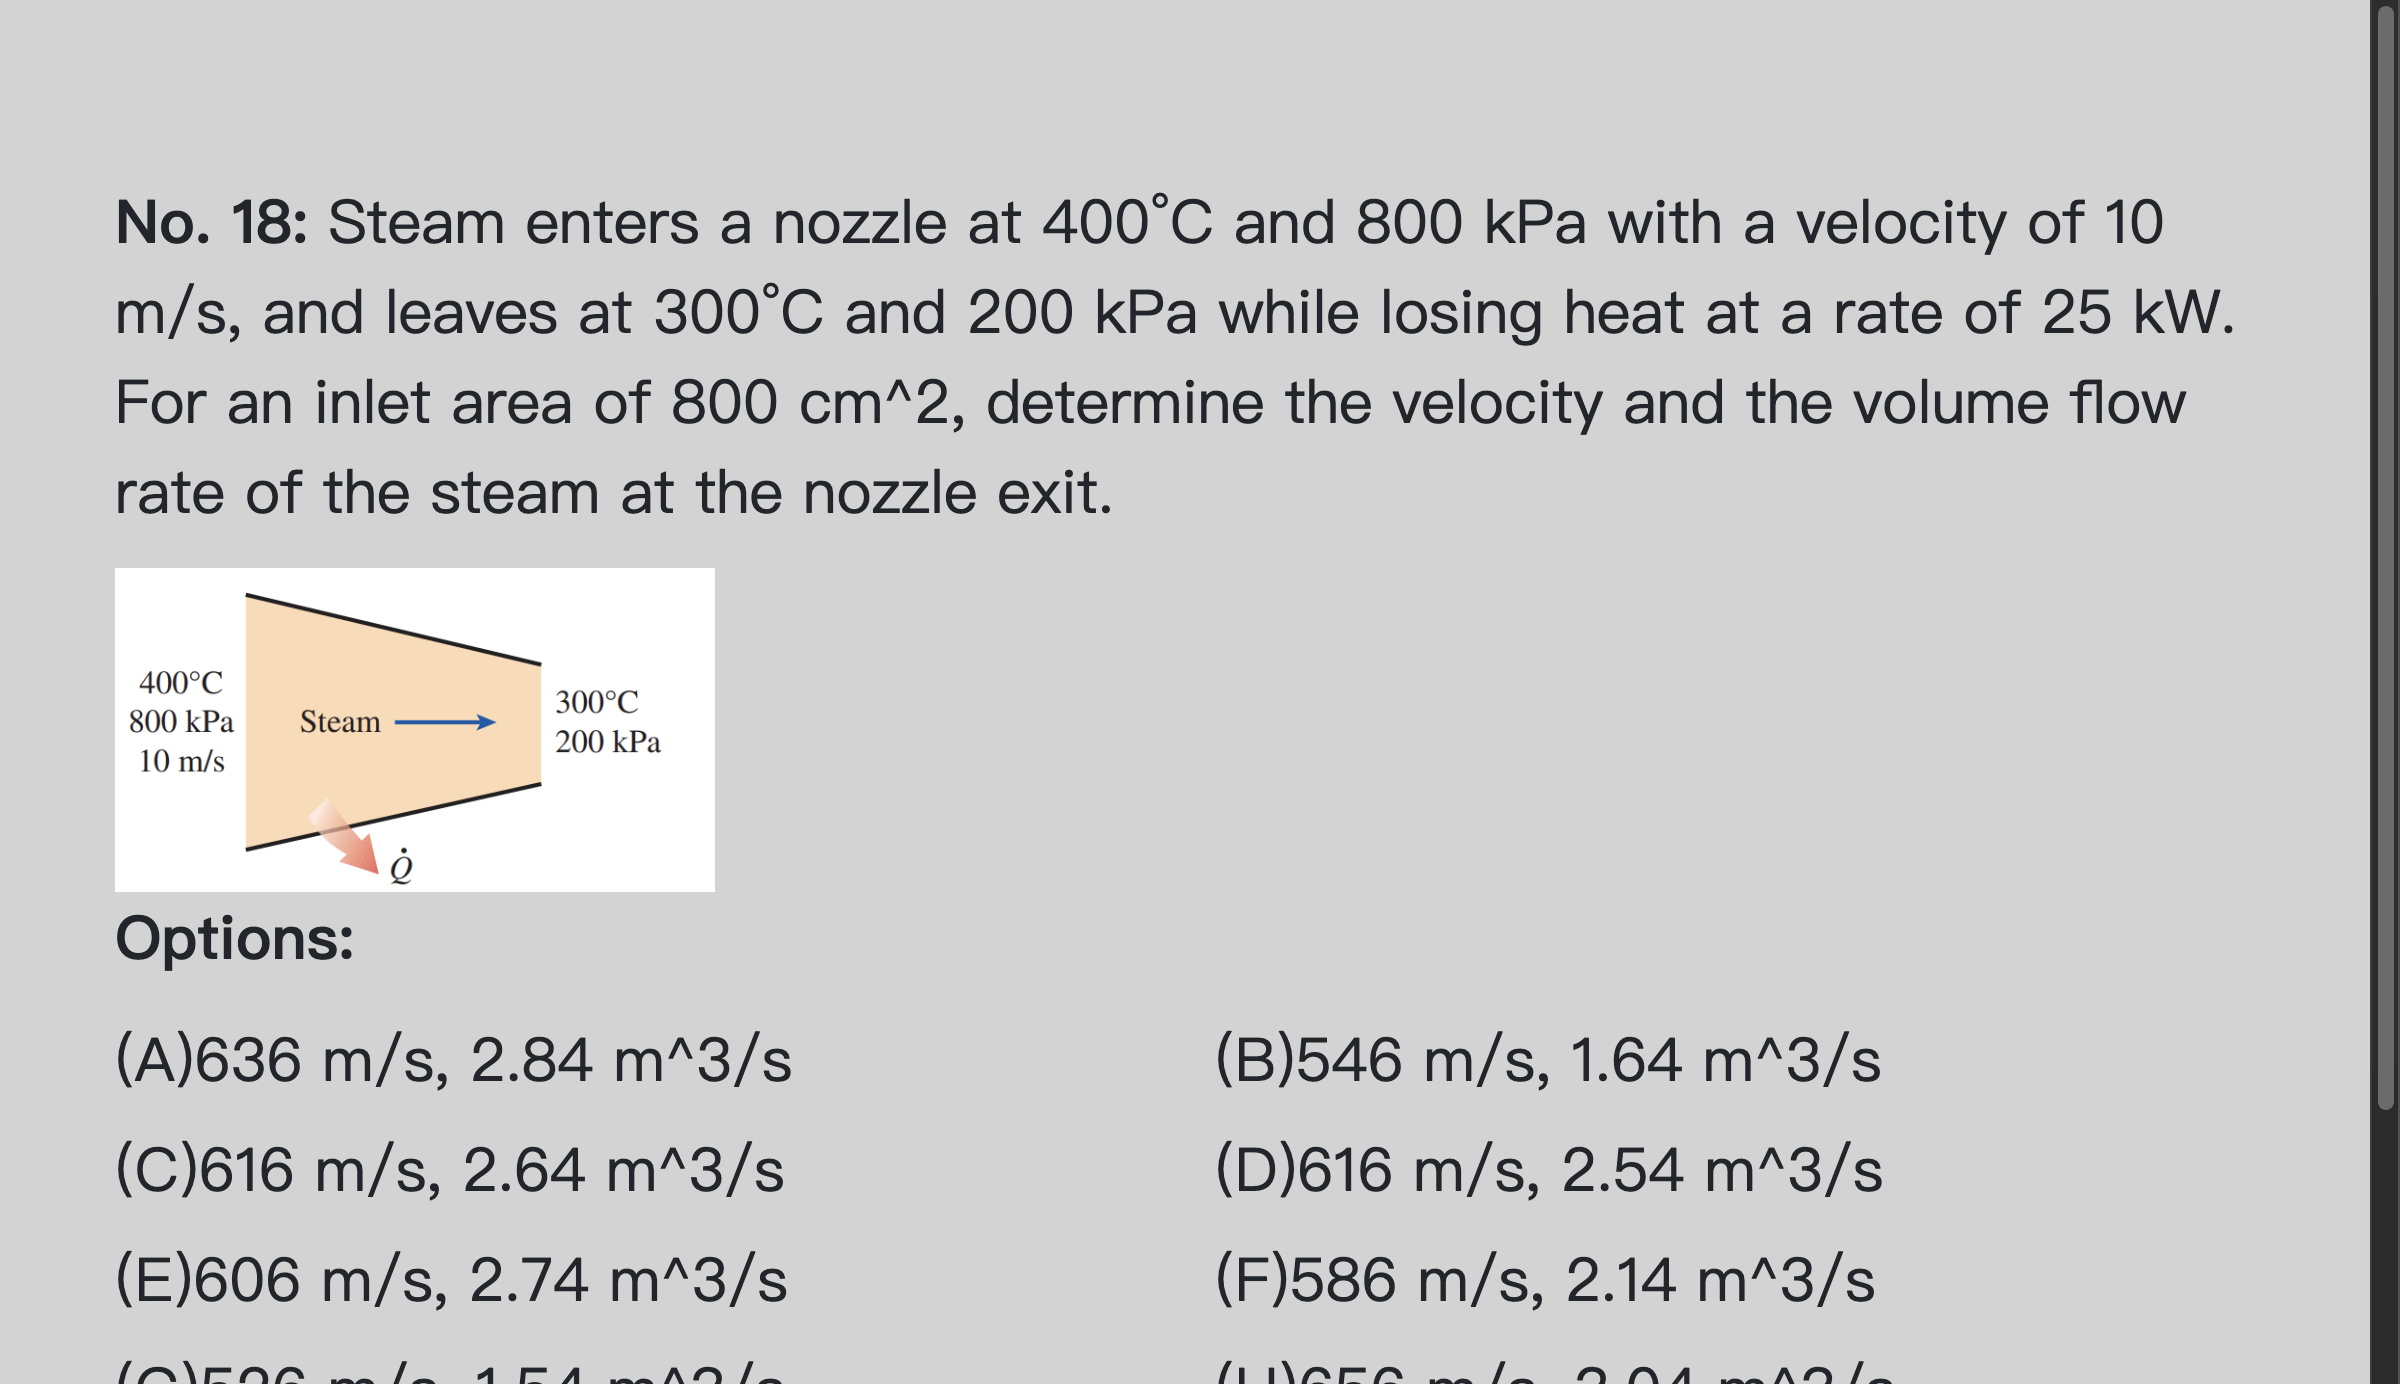 No. 18: Steam enters a nozzle at 400°C and 800 kPa with a velocity of 10
m/s, and leaves at 300°C and 200 kPa while losing heat at a rate of 25 kW.
For an inlet area of 800 cm^2, determine the velocity and the volume flow
rate of the steam at the nozzle exit.
400°C
800 kPa
10 m/s
Steam
300°C
200 kPa
Q̇
Options:
(A)636 m/s, 2.84 m^3/s
(B)546 m/s, 1.64 m^3/s
(C)616 m/s, 2.64 m^3/s
(D)616 m/s, 2.54 m^3/s
(E)606 m/s, 2.74 m^3/s
(F)586 m/s, 2.14 m^3/s